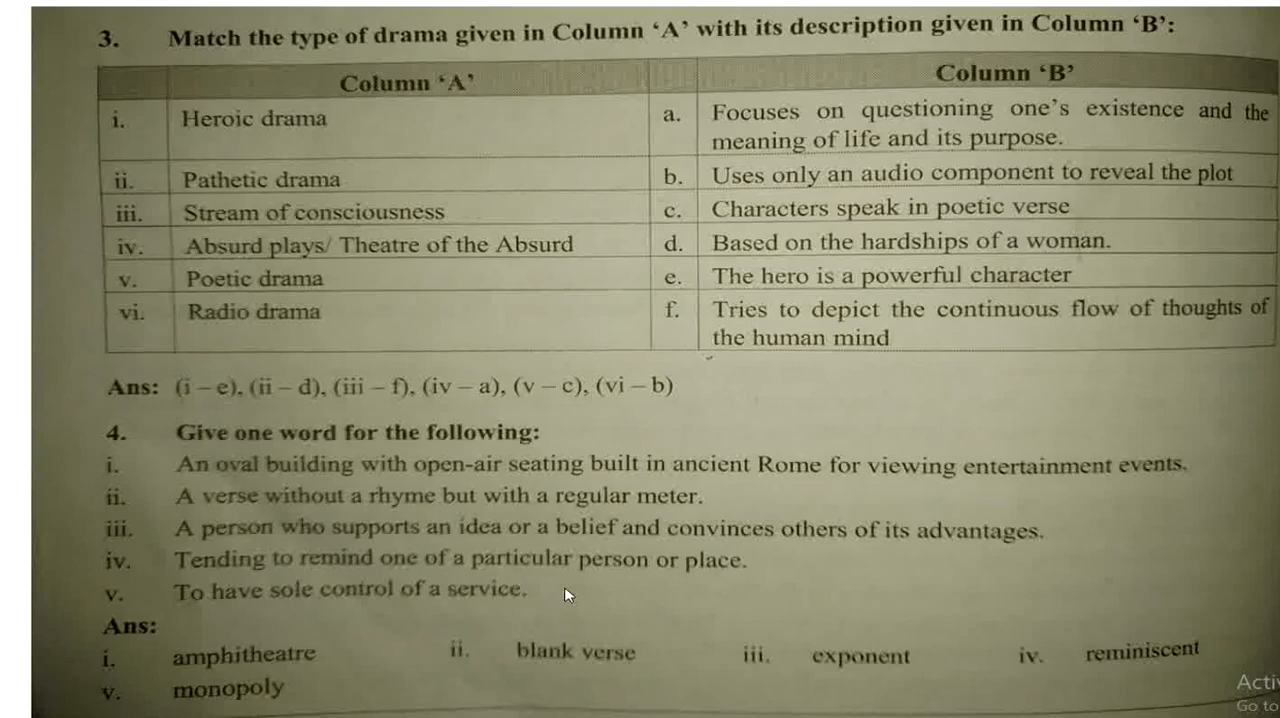 3. Match the type of drama given in Column ‘A’ with its description given in Column ‘B’:
Column ‘A’ Column ‘B’
i. Heroic drama a. Focuses on questioning one’s existence and the
meaning of life and its purpose.
ii. Pathetic drama b. Uses only an audio component to reveal the plot
iii. Stream of consciousness c. Characters speak in poetic verse
iv. Absurd plays/ Theatre of the Absurd d. Based on the hardships of a woman.
v. Poetic drama e. The hero is a powerful character
vi. Radio drama f. Tries to depict the continuous flow of thoughts of
the human mind
Ans: (i – e), (ii – d), (iii – f), (iv – a), (v – c), (vi – b)
4. Give one word for the following:
i. An oval building with open-air seating built in ancient Rome for viewing entertainment events.
ii. A verse without a rhyme but with a regular meter.
iii. A person who supports an idea or a belief and convinces others of its advantages.
iv. Tending to remind one of a particular person or place.
v. To have sole control of a service.
Ans:
i. amphitheatre ii. blank verse iii. exponent iv. reminiscent
v. monopoly
Activ
Go to